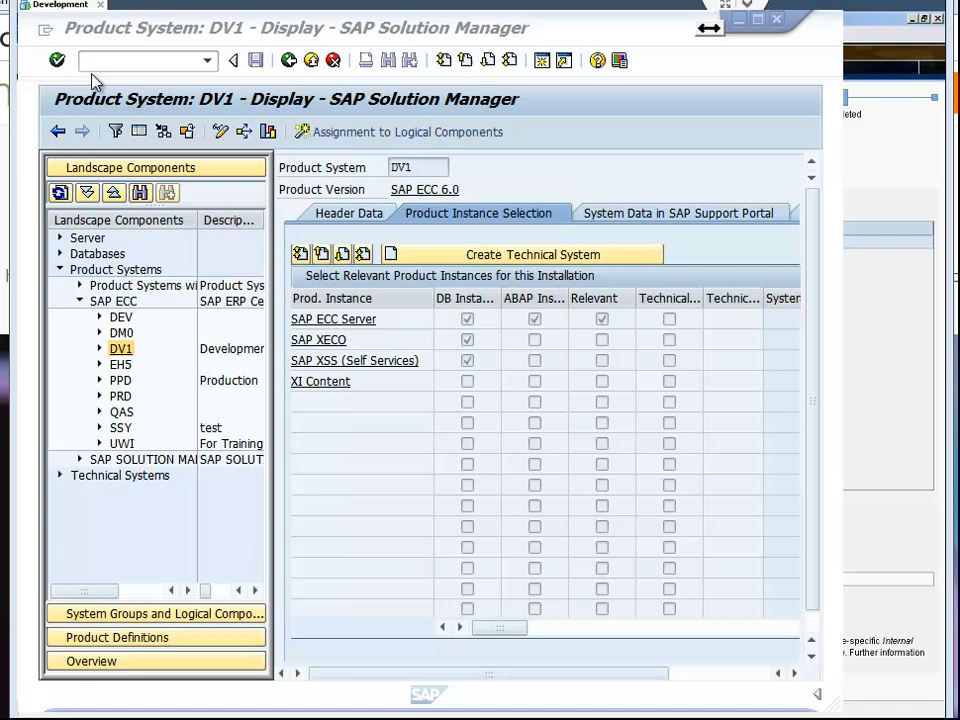 Development
Product System: DV1 - Display - SAP Solution Manager
Product System: DV1 - Display - SAP Solution Manager
Assignment to Logical Components
Landscape Components
Landscape Components Descrip...
Server
Databases
Product Systems
Product Systems wi Product Sys
SAP ECC SAP ERP Ce
DEV
DM0
DV1 Developmer
EH5
PPD Production
PRD
QAS
SSY test
UWI For Training
SAP SOLUTION MAI SAP SOLUT
Technical Systems
System Groups and Logical Compo...
Product Definitions
Overview
Product System DV1
Product Version SAP ECC 6.0
Header Data Product Instance Selection System Data in SAP Support Portal
Create Technical System
Select Relevant Product Instances for this Installation
Prod. Instance DB Insta... ABAP Ins... Relevant Technical... Technic... System
SAP ECC Server
SAP XECO
SAP XSS (Self Services)
XI Content
SAP
leted
e-specific Internal
e. Further information